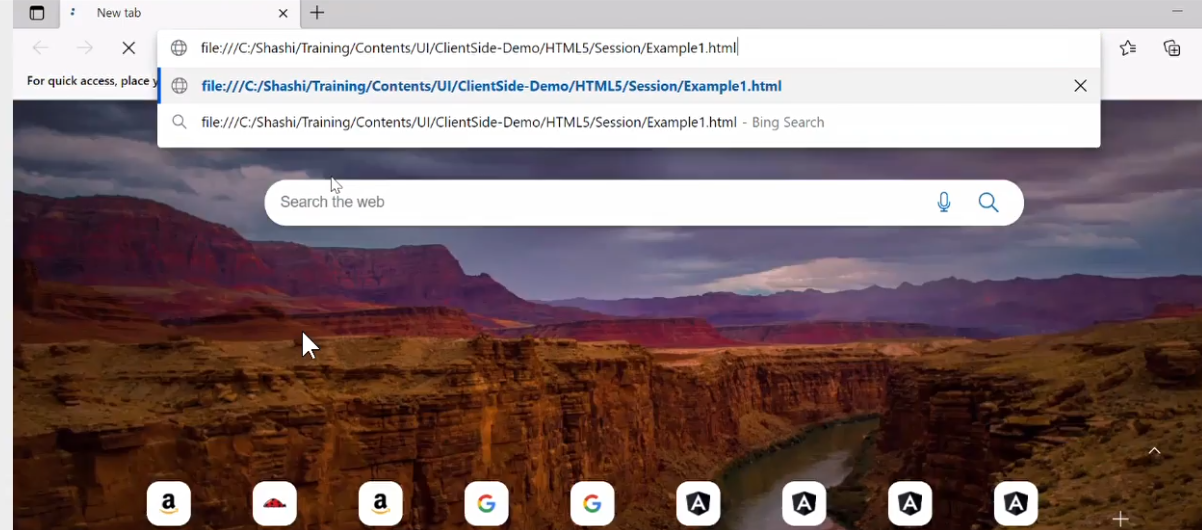 New tab
file:///C:/Shashi/Training/Contents/UI/ClientSide-Demo/HTML5/Session/Example1.html
For quick access, place y
file:///C:/Shashi/Training/Contents/UI/ClientSide-Demo/HTML5/Session/Example1.html
file:///C:/Shashi/Training/Contents/UI/ClientSide-Demo/HTML5/Session/Example1.html - Bing Search
Search the web
a a G G A A A A